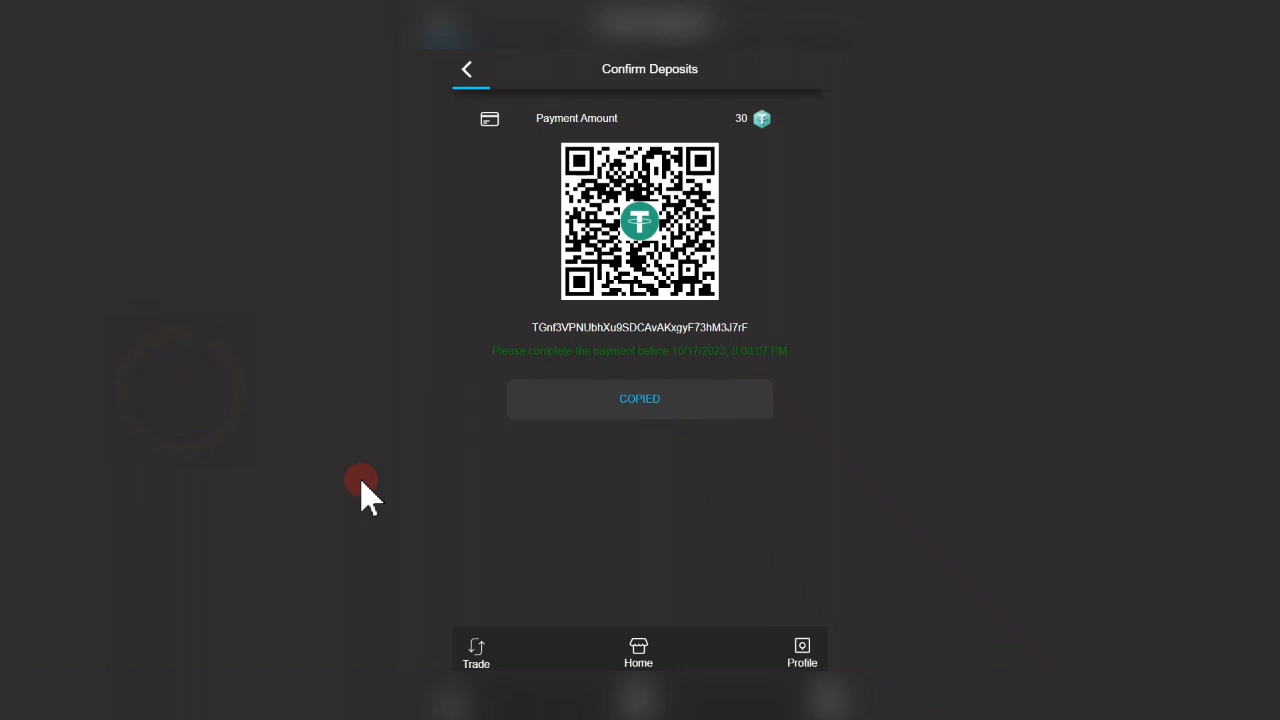 Confirm Deposits
Payment Amount 30
TGnf3VPNUbhXu9SDCAvAKxgyF73hM3J7rF
Please complete the payment before 10/17/2023, 8:08:07 PM
COPIED
Trade Home Profile